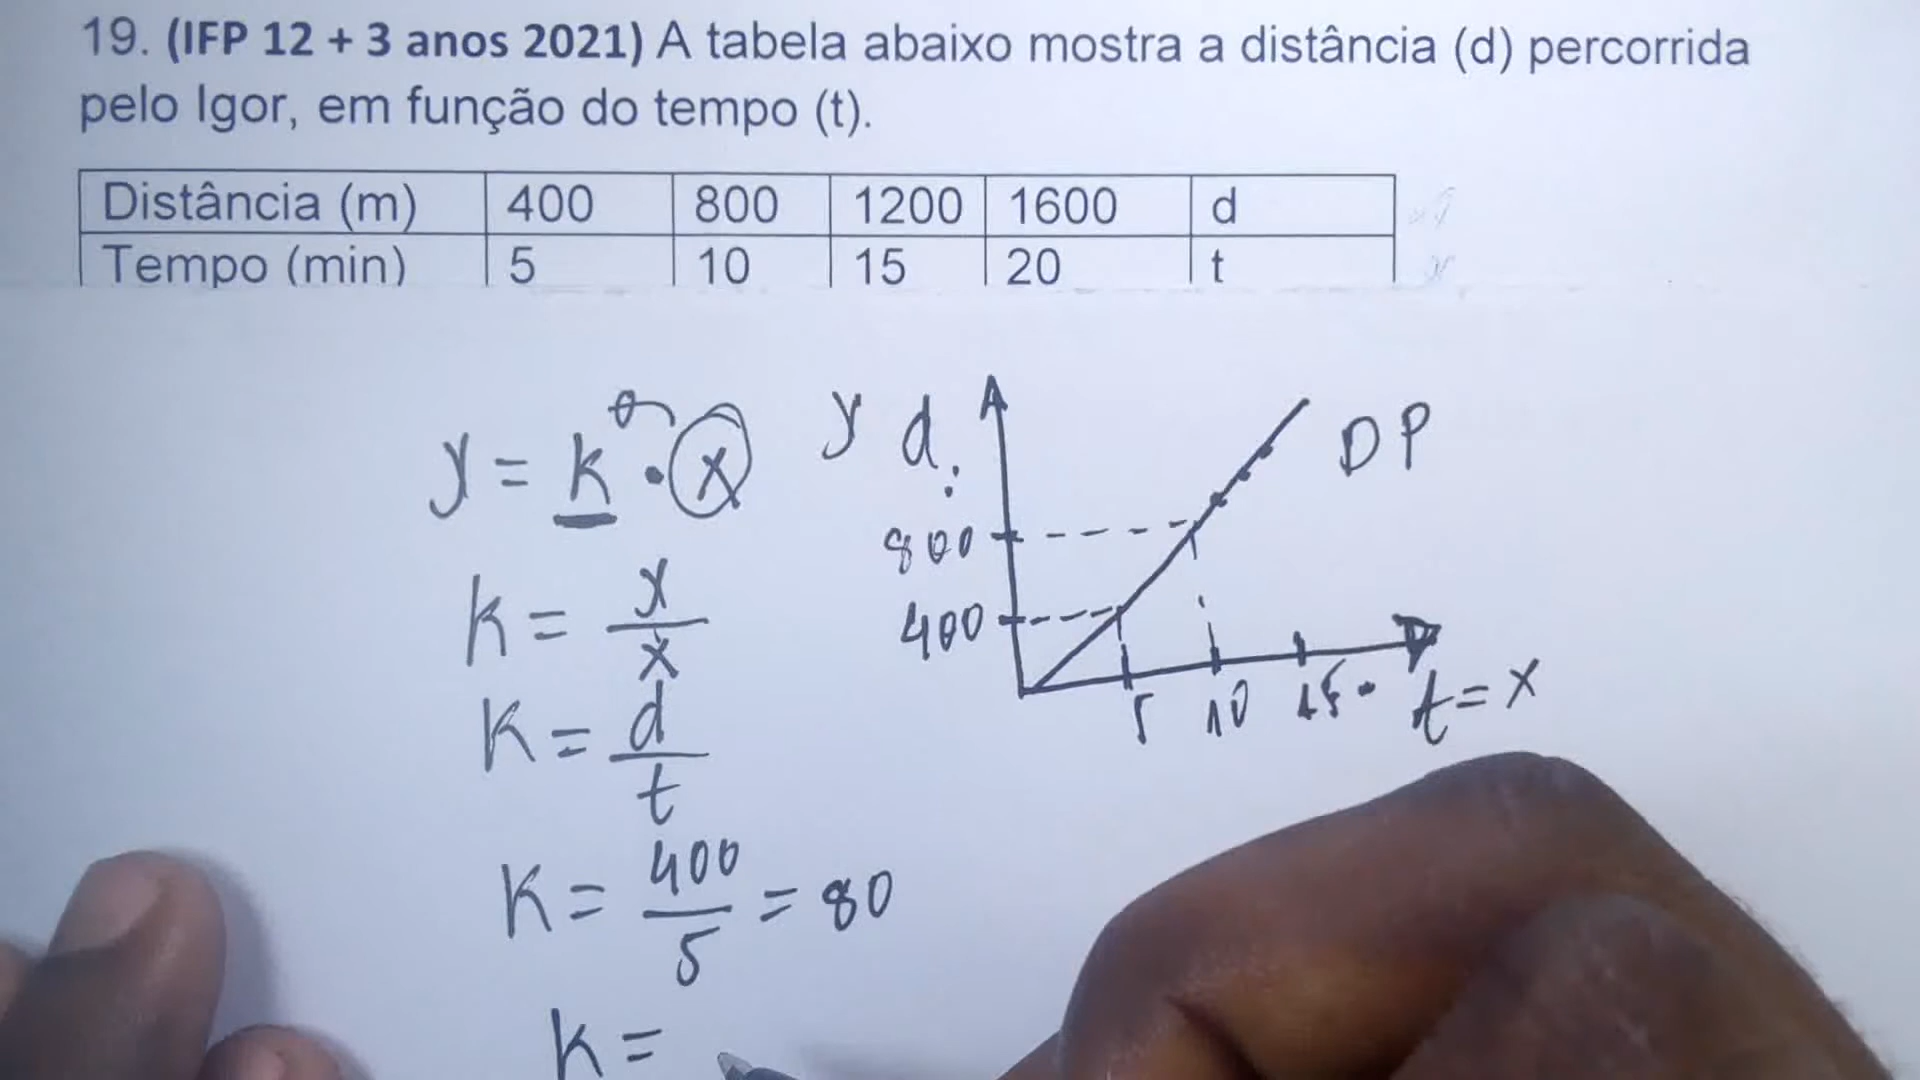 19. (IFP 12 + 3 anos 2021) A tabela abaixo mostra a distância (d) percorrida
pelo Igor, em função do tempo (t).
Distância (m) 400 800 1200 1600 d
Tempo (min) 5 10 15 20 t
y = k • x
y d
DP
800
400
5 10 15 t = x
k = y/x
K = d/t
K = 400/5 = 80
K =